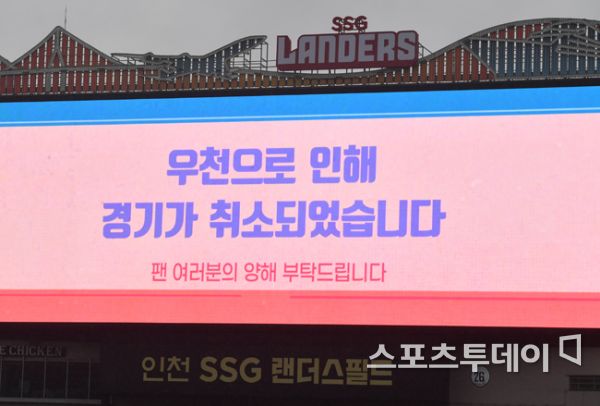 SSG
LANDERS
우천으로 인해
경기가 취소되었습니다
팬 여러분의 양해 부탁드립니다
E CHICKEN
인천 SSG 랜더스필드
스포츠투데이
26